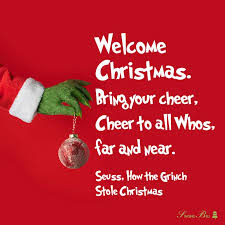 Welcome
Christmas.
Bring your cheer,
Cheer to all Whos,
far and near.
Seuss, How the Grinch
Stole Christmas